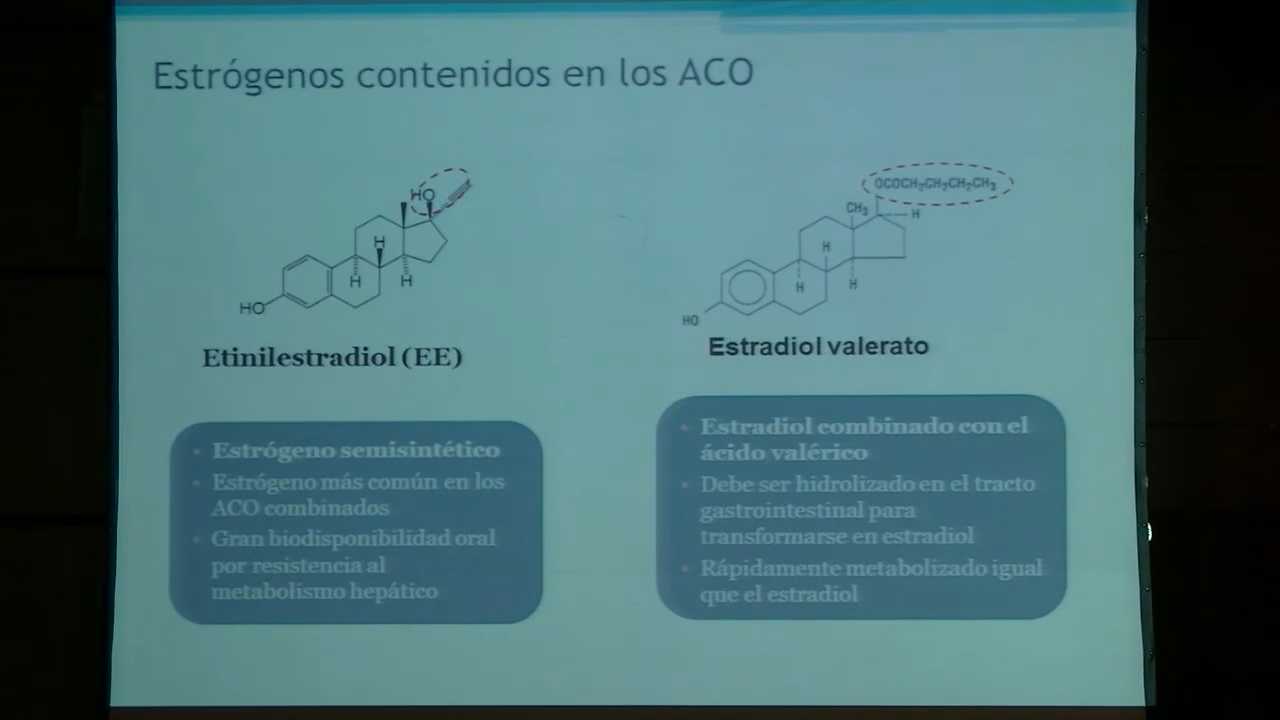 Estrógenos contenidos en los ACO
HO
H
H
H
HO
Etinilestradiol (EE)
• Estrógeno semisintético
• Estrógeno más común en los
ACO combinados
• Gran biodisponibilidad oral
por resistencia al
metabolismo hepático
OCOCH₂CH₂CH₂CH₃
CH₃
H
H
H
H
HO
Estradiol valerato
• Estradiol combinado con el
ácido valérico
• Debe ser hidrolizado en el tracto
gastrointestinal para
transformarse en estradiol
• Rápidamente metabolizado igual
que el estradiol